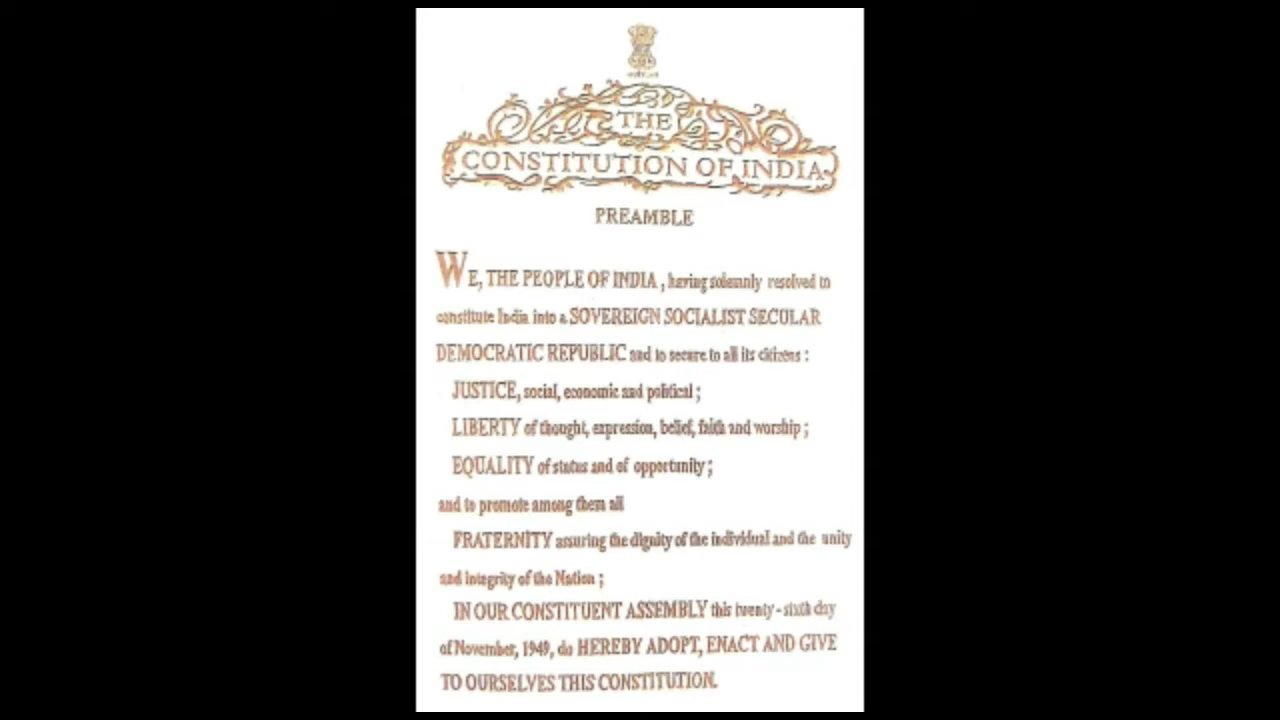 THE
CONSTITUTION OF INDIA
PREAMBLE
WE, THE PEOPLE OF INDIA , having solemnly resolved to
constitute India into a SOVEREIGN SOCIALIST SECULAR
DEMOCRATIC REPUBLIC and to secure to all its citizens :
JUSTICE, social, economic and political ;
LIBERTY of thought, expression, belief, faith and worship ;
EQUALITY of status and of opportunity ;
and to promote among them all
FRATERNITY assuring the dignity of the individual and the unity
and integrity of the Nation ;
IN OUR CONSTITUENT ASSEMBLY this twenty - sixth day
of November, 1949, do HEREBY ADOPT, ENACT AND GIVE
TO OURSELVES THIS CONSTITUTION.